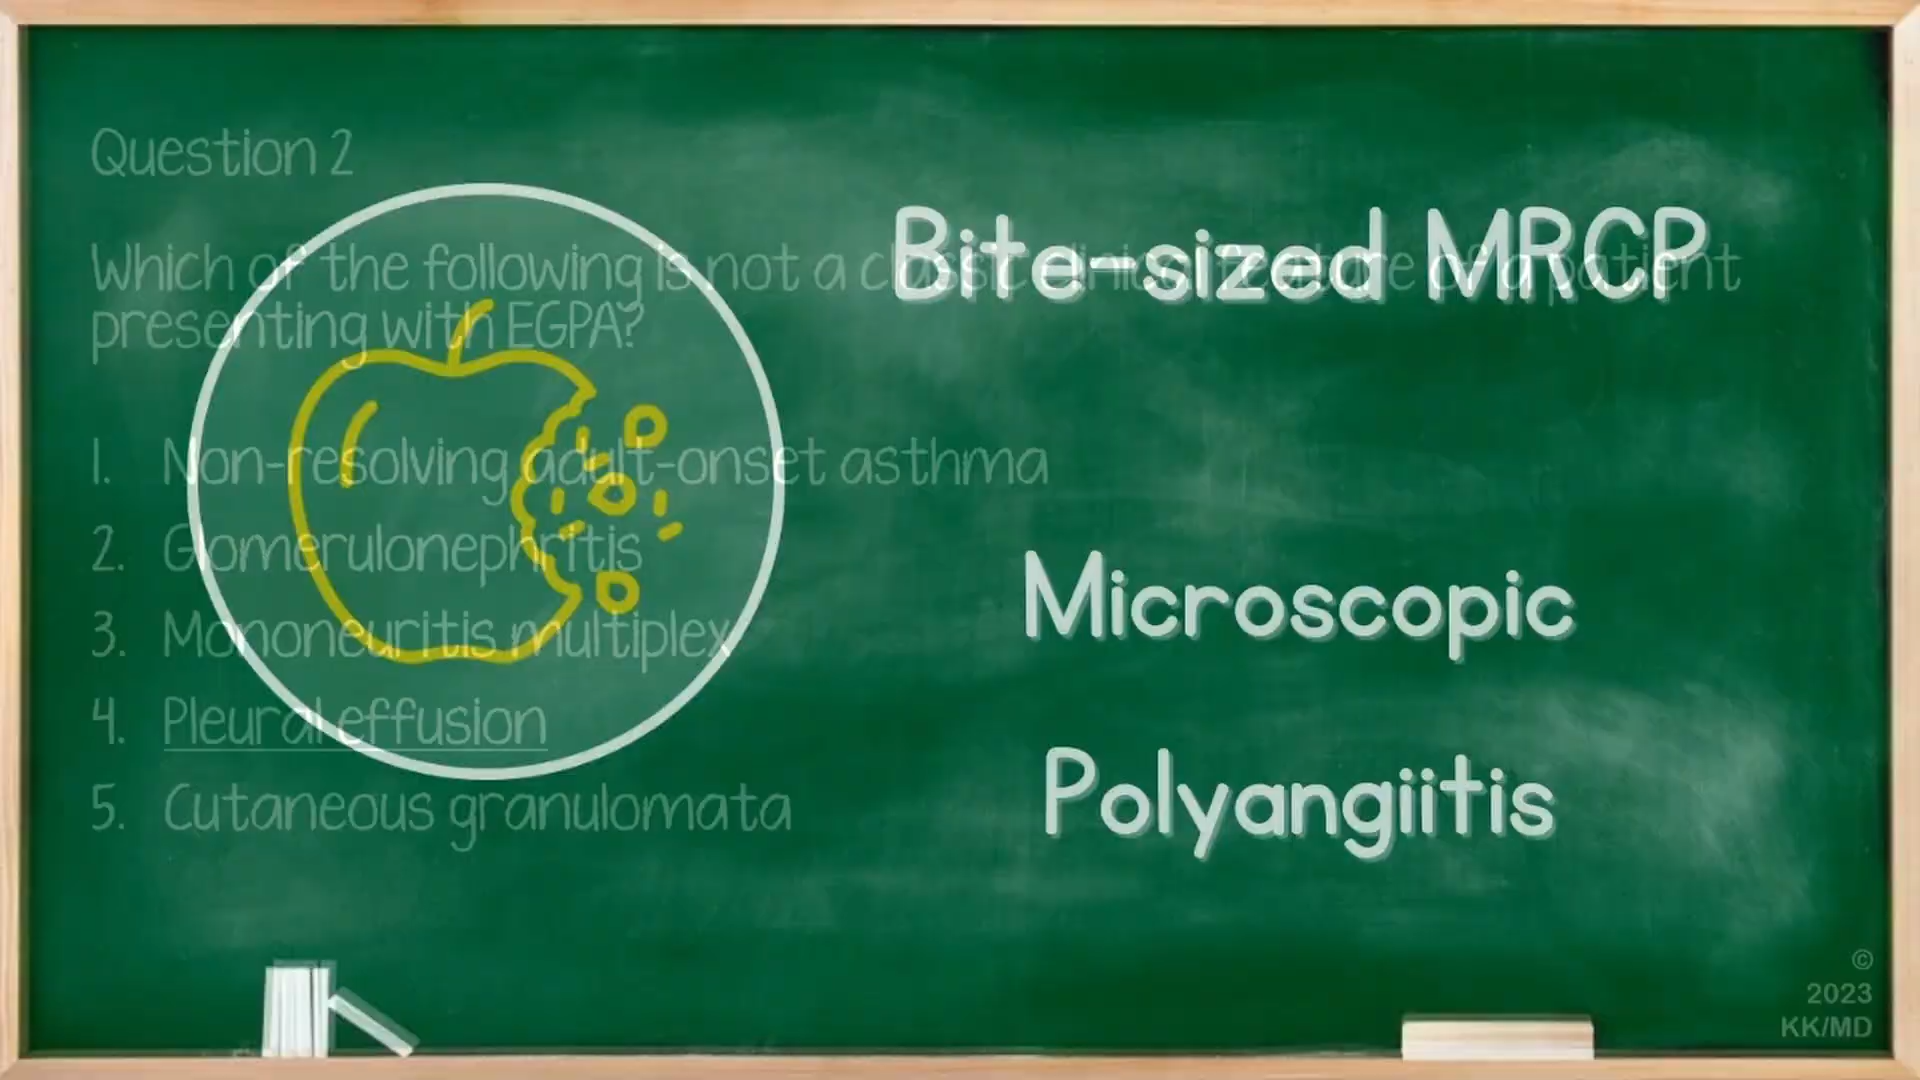 Question 2
Which of the following is not a classic clinical feature of a patient
presenting with EGPA?
1. Non-resolving adult-onset asthma
2. Glomerulonephritis
3. Mononeuritis multiplex
4. Pleural effusion
5. Cutaneous granulomata
Bite-sized MRCP
Microscopic
Polyangiitis
©
2023
KK/MD